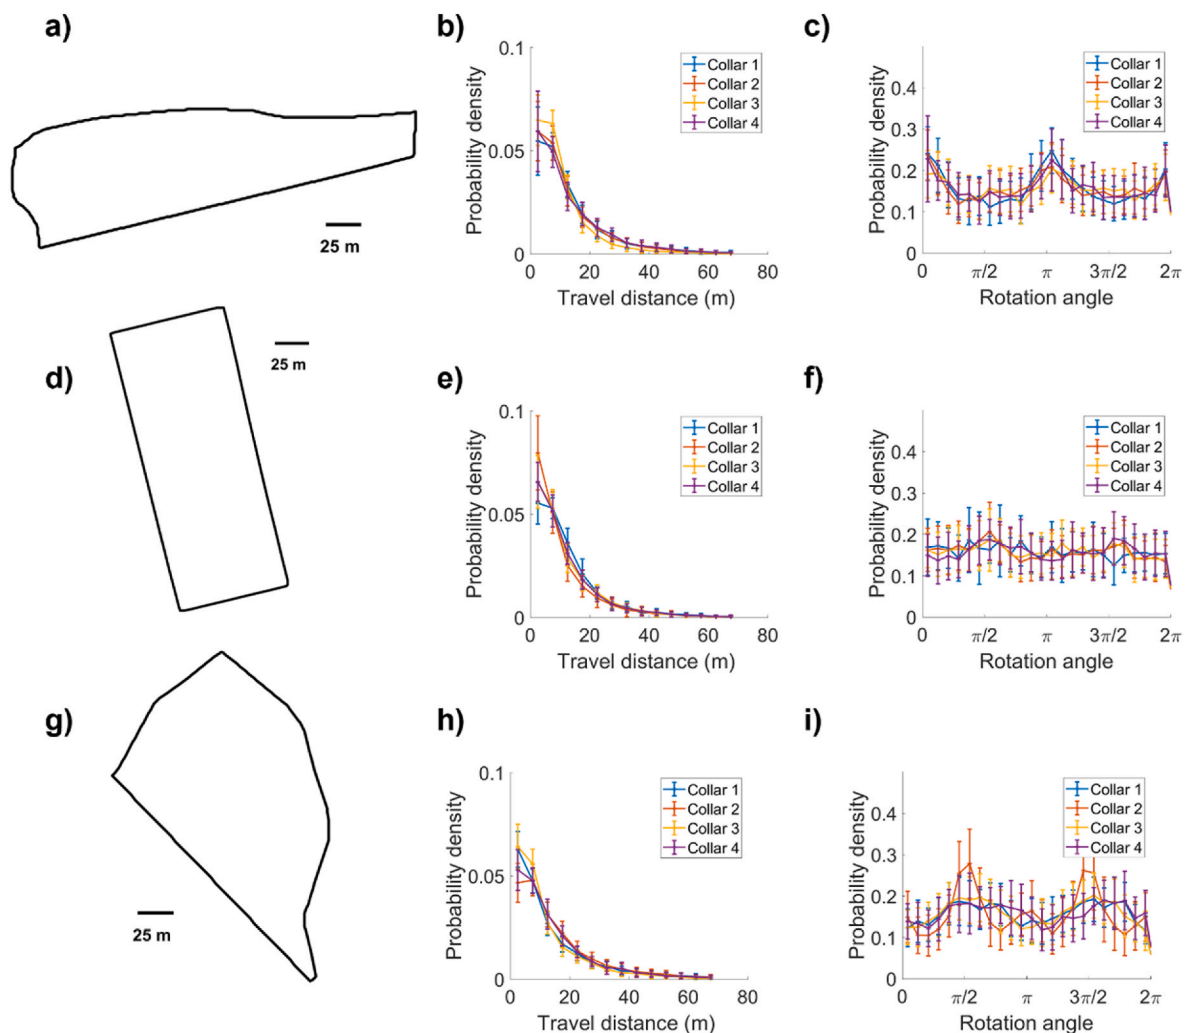 a)
25 m
b)
0.1
0.05
0
0
20
40
60
80
Probability density
Travel distance (m)
Collar 1
Collar 2
Collar 3
Collar 4
c)
0.4
0.3
0.2
0.1
0
0
π/2
π
3π/2
2π
Probability density
Rotation angle
Collar 1
Collar 2
Collar 3
Collar 4
d)
25 m
e)
0.1
0.05
0
0
20
40
60
80
Probability density
Travel distance (m)
Collar 1
Collar 2
Collar 3
Collar 4
f)
0.4
0.3
0.2
0.1
0
0
π/2
π
3π/2
2π
Probability density
Rotation angle
Collar 1
Collar 2
Collar 3
Collar 4
g)
25 m
h)
0.1
0.05
0
0
20
40
60
80
Probability density
Travel distance (m)
Collar 1
Collar 2
Collar 3
Collar 4
i)
0.4
0.3
0.2
0.1
0
0
π/2
π
3π/2
2π
Probability density
Rotation angle
Collar 1
Collar 2
Collar 3
Collar 4